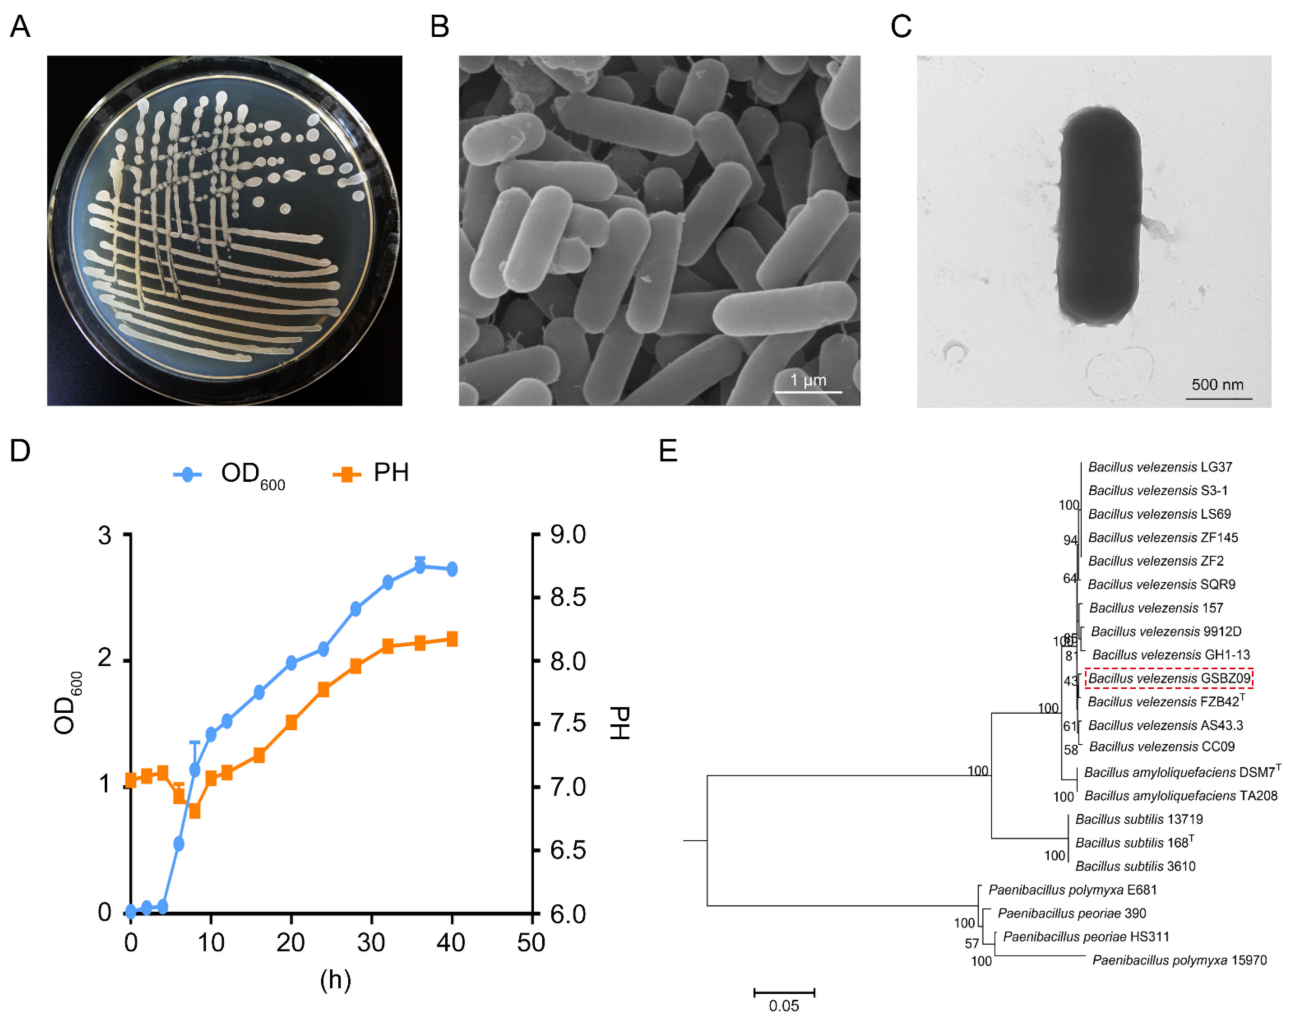 A
B
C
1 µm
500 nm
D
OD600
PH
3
2
1
0
OD600
9.0
8.5
8.0
7.5
7.0
6.5
6.0
PH
0
10
20
30
40
50
(h)
E
Bacillus velezensis LG37
Bacillus velezensis S3-1
100
Bacillus velezensis LS69
94
Bacillus velezensis ZF145
Bacillus velezensis ZF2
64
Bacillus velezensis SQR9
Bacillus velezensis 157
Bacillus velezensis 9912D
Bacillus velezensis GH1-13
43
Bacillus velezensis GSBZ09
Bacillus velezensis FZB42T
100
61
Bacillus velezensis AS43.3
58
Bacillus velezensis CC09
100
Bacillus amyloliquefaciens DSM7T
100
Bacillus amyloliquefaciens TA208
Bacillus subtilis 13719
Bacillus subtilis 168T
100
Bacillus subtilis 3610
Paenibacillus polymyxa E681
Paenibacillus peoriae 390
100
Paenibacillus peoriae HS311
57
Paenibacillus polymyxa 15970
100
0.05